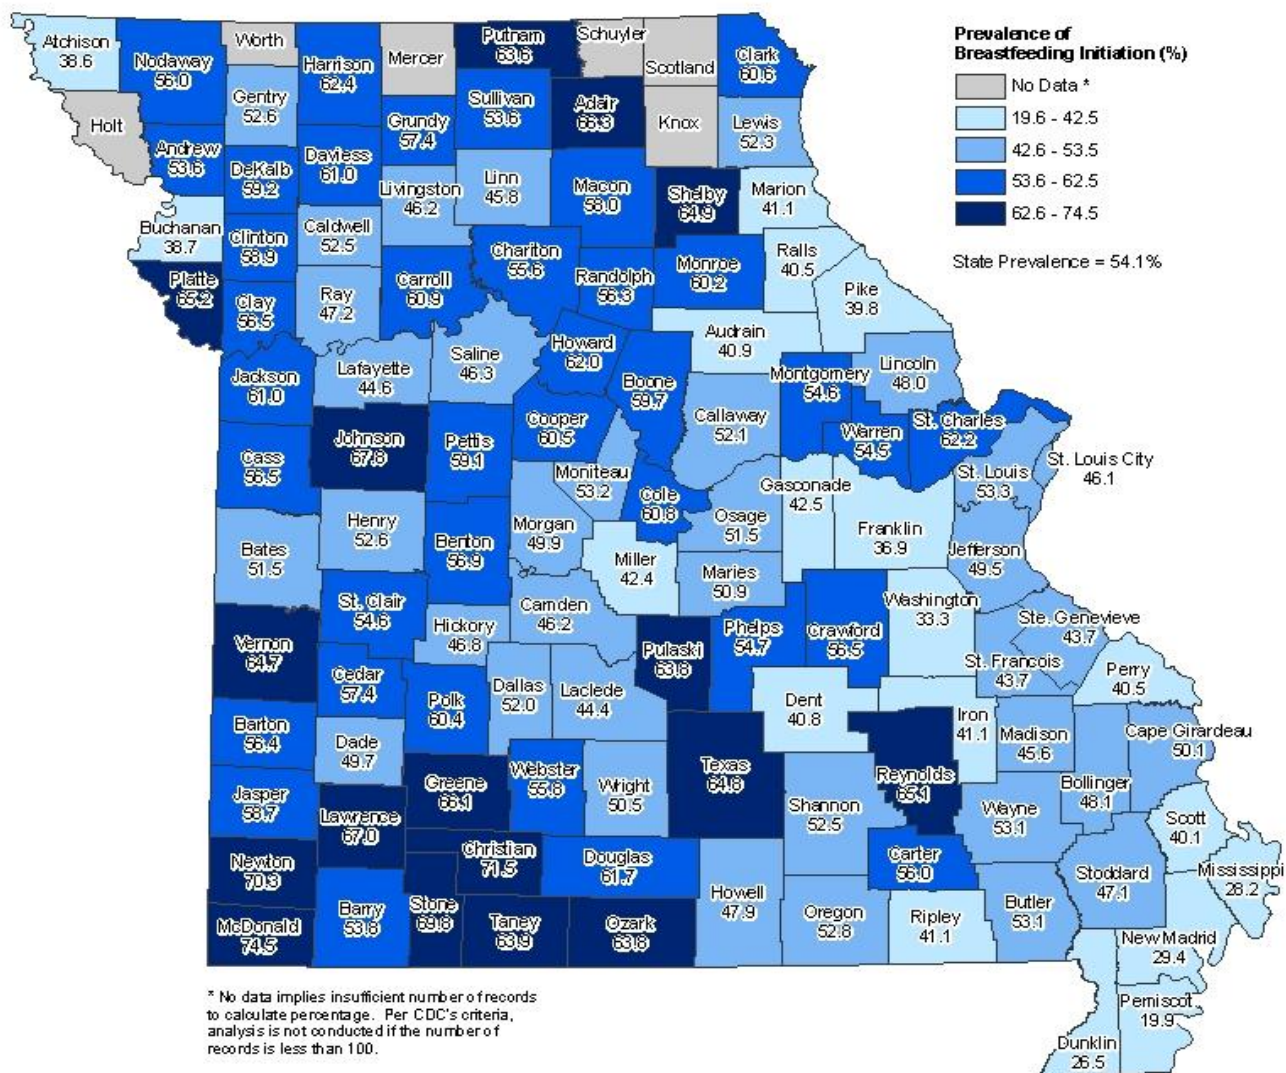 Atchison
38.6
Nodaway
56.0
Worth
Harrison
62.4
Mercer
Putnam
63.6
Schuyler
Scotland
Clark
60.6
Holt
Gentry
52.6
Andrew
53.6
DeKalb
59.2
Daviess
61.0
Grundy
57.4
Sullivan
53.6
Adair
66.3
Knox
Lewis
52.3
Livingston
46.2
Linn
45.8
Macon
58.0
Shelby
64.9
Marion
41.1
Buchanan
38.7
Clinton
58.9
Caldwell
52.5
Chariton
55.6
Randolph
56.3
Monroe
60.2
Ralls
40.5
Pike
39.8
Platte
65.2
Clay
56.5
Ray
47.2
Carroll
60.9
Audrain
40.9
Jackson
61.0
Lafayette
44.6
Saline
46.3
Howard
62.0
Boone
59.7
Callaway
52.1
Montgomery
54.6
Lincoln
48.0
Warren
54.5
St. Charles
62.2
St. Louis
53.3
St. Louis City
46.1
Cass
56.5
Johnson
67.8
Pettis
59.1
Cooper
60.5
Moniteau
53.2
Cole
60.8
Osage
51.5
Gasconade
42.5
Franklin
36.9
Jefferson
49.5
Bates
51.5
Henry
52.6
Benton
56.9
Morgan
49.9
Miller
42.4
Maries
50.9
Washington
33.3
Ste. Genevieve
43.7
St. Francois
43.7
Perry
40.5
Vernon
64.7
St. Clair
54.6
Hickory
46.8
Camden
46.2
Pulaski
63.8
Phelps
54.7
Crawford
56.5
Cedar
57.4
Polk
60.4
Dallas
52.0
Laclede
44.4
Dent
40.8
Iron
41.1
Madison
45.6
Cape Girardeau
50.1
Bollinger
48.1
Barton
56.4
Dade
49.7
Greene
66.1
Webster
55.8
Wright
50.5
Texas
64.8
Shannon
52.5
Reynolds
65.1
Wayne
53.1
Scott
40.1
Mississippi
28.2
Jasper
58.7
Lawrence
67.0
Christian
71.5
Douglas
61.7
Howell
47.9
Carter
56.0
Stoddard
47.1
Newton
70.3
McDonald
74.5
Barry
53.8
Stone
69.8
Taney
63.9
Ozark
63.8
Oregon
52.8
Ripley
41.1
Butler
53.1
New Madrid
29.4
Pemiscot
19.9
Dunklin
26.5
Prevalence of
Breastfeeding Initiation (%)
No Data *
19.6 - 42.5
42.6 - 53.5
53.6 - 62.5
62.6 - 74.5
State Prevalence = 54.1%
* No data implies insufficient number of records
to calculate percentage. Per CDC's criteria,
analysis is not conducted if the number of
records is less than 100.